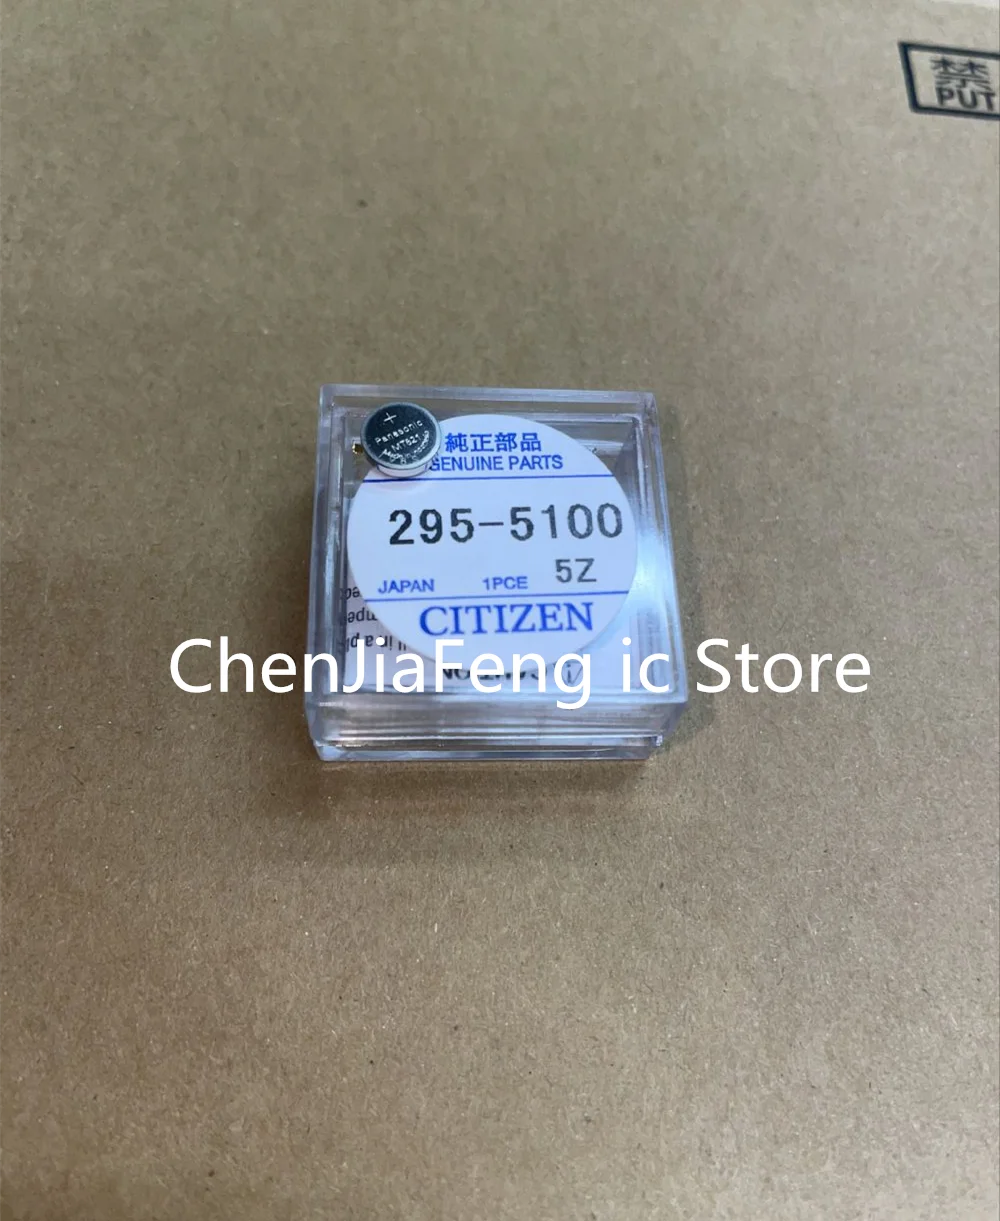 禁
PUT
+
Panasonic
MT621
純正部品
GENUINE PARTS
295-5100
5Z
JAPAN 1PCE
CITIZEN
ChenJiaFeng ic Store